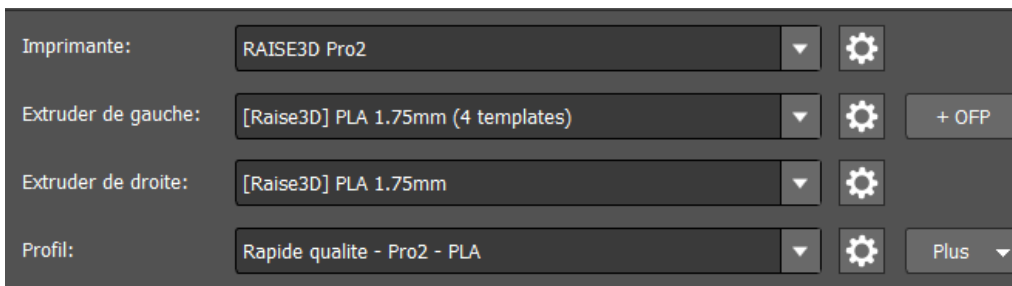 Imprimante: RAISE3D Pro2
Extruder de gauche: [Raise3D] PLA 1.75mm (4 templates) + OFP
Extruder de droite: [Raise3D] PLA 1.75mm
Profil: Rapide qualite - Pro2 - PLA Plus